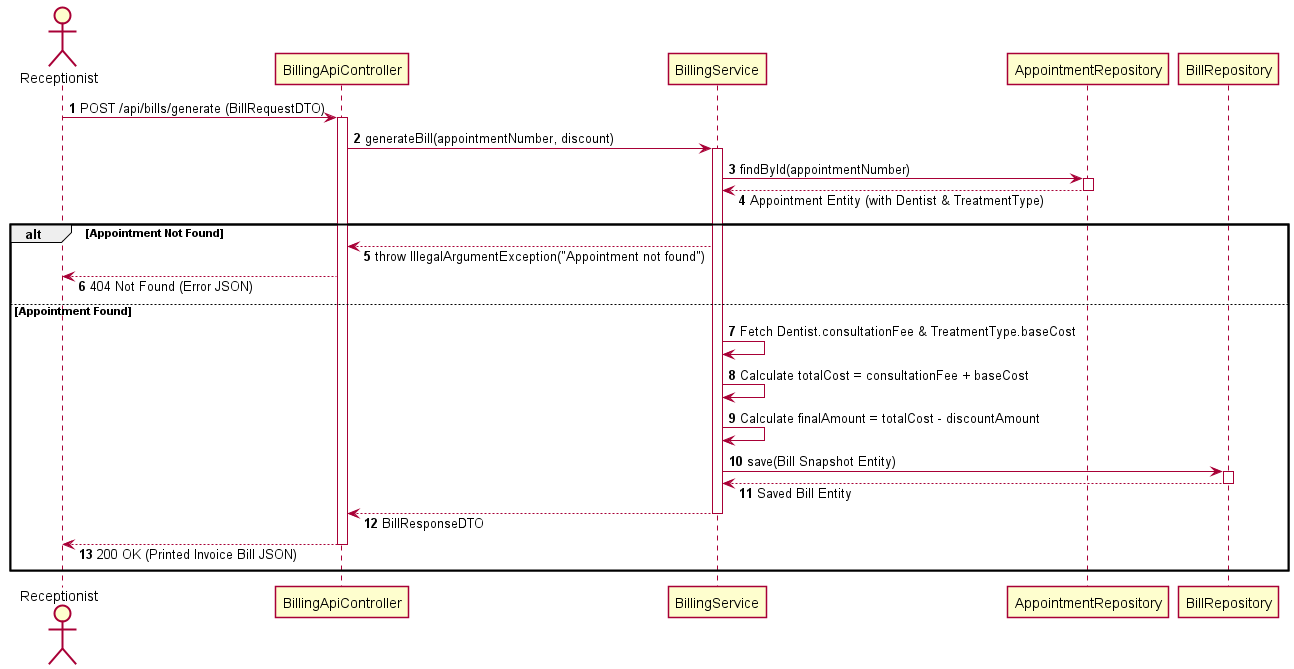 Receptionist
BillingApiController
BillingService
AppointmentRepository
BillRepository
1 POST /api/bills/generate (BillRequestDTO)
2 generateBill(appointmentNumber, discount)
3 findById(appointmentNumber)
4 Appointment Entity (with Dentist & TreatmentType)
alt [Appointment Not Found]
5 throw IllegalArgumentException("Appointment not found")
6 404 Not Found (Error JSON)
[Appointment Found]
7 Fetch Dentist.consultationFee & TreatmentType.baseCost
8 Calculate totalCost = consultationFee + baseCost
9 Calculate finalAmount = totalCost - discountAmount
10 save(Bill Snapshot Entity)
11 Saved Bill Entity
12 BillResponseDTO
13 200 OK (Printed Invoice Bill JSON)
Receptionist
BillingApiController
BillingService
AppointmentRepository
BillRepository